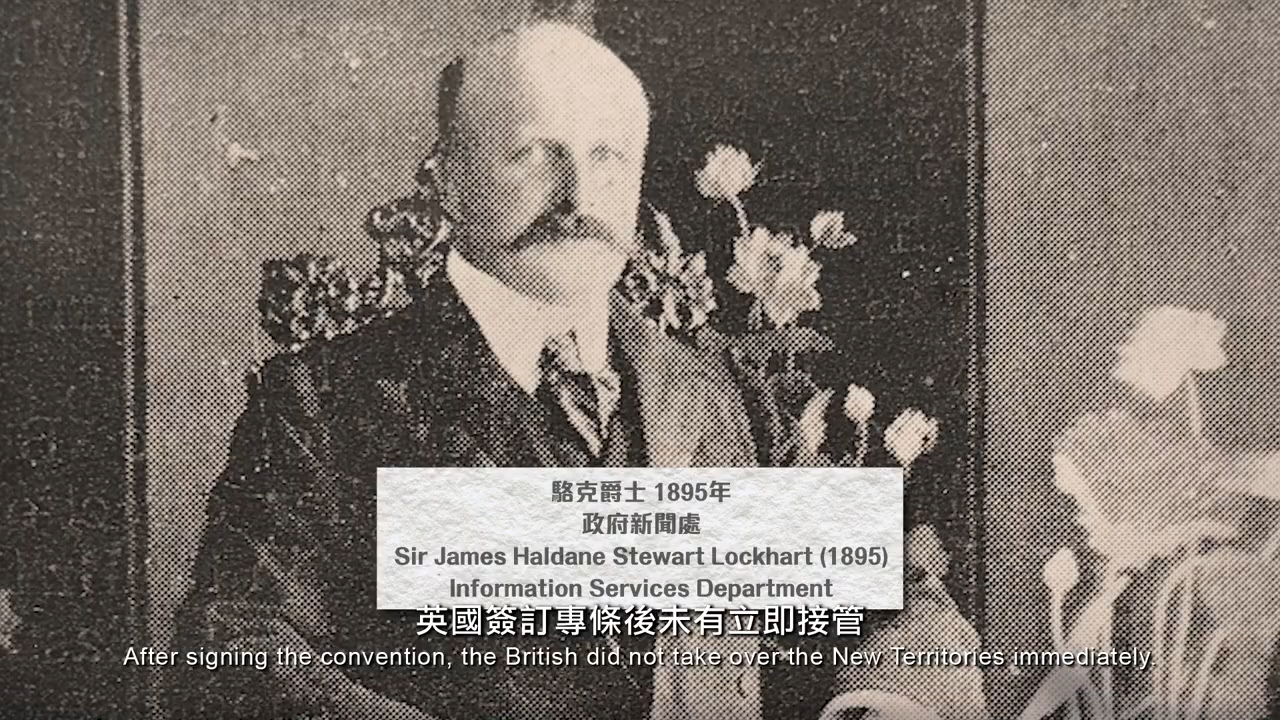 駱克爵士 1895年
政府新聞處
Sir James Haldane Stewart Lockhart (1895)
Information Services Department
英國簽訂專條後未有立即接管
After signing the convention, the British did not take over the New Territories immediately.